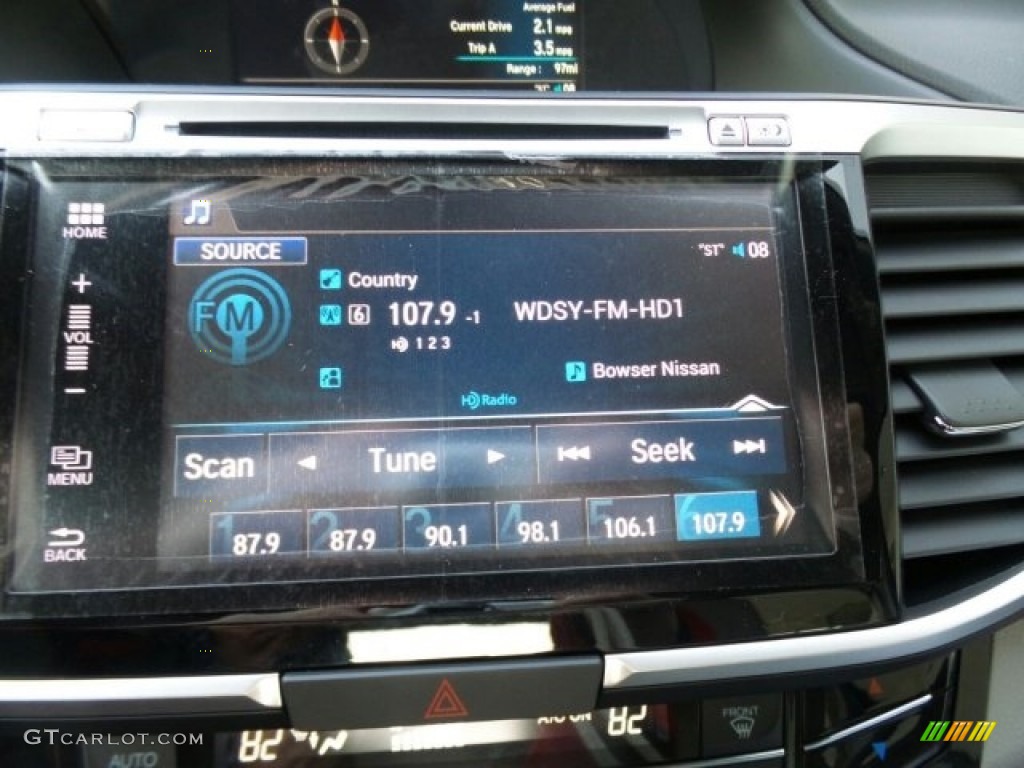 N
Average Fuel
Current Drive 2.1 mpg
Trip A 3.5 mpg
Range : 97mi
"ST" 08
HOME
SOURCE
"ST" 08
+
VOL
−
FM
Country
6 107.9 -1 WDSY-FM-HD1
HD 1 2 3
Bowser Nissan
HD Radio
MENU
Scan Tune Seek
BACK
1 87.9 2 87.9 3 90.1 4 98.1 5 106.1 6 107.9
A/C ON
82 82
FRONT
AUTO
GTCARLOT.COM